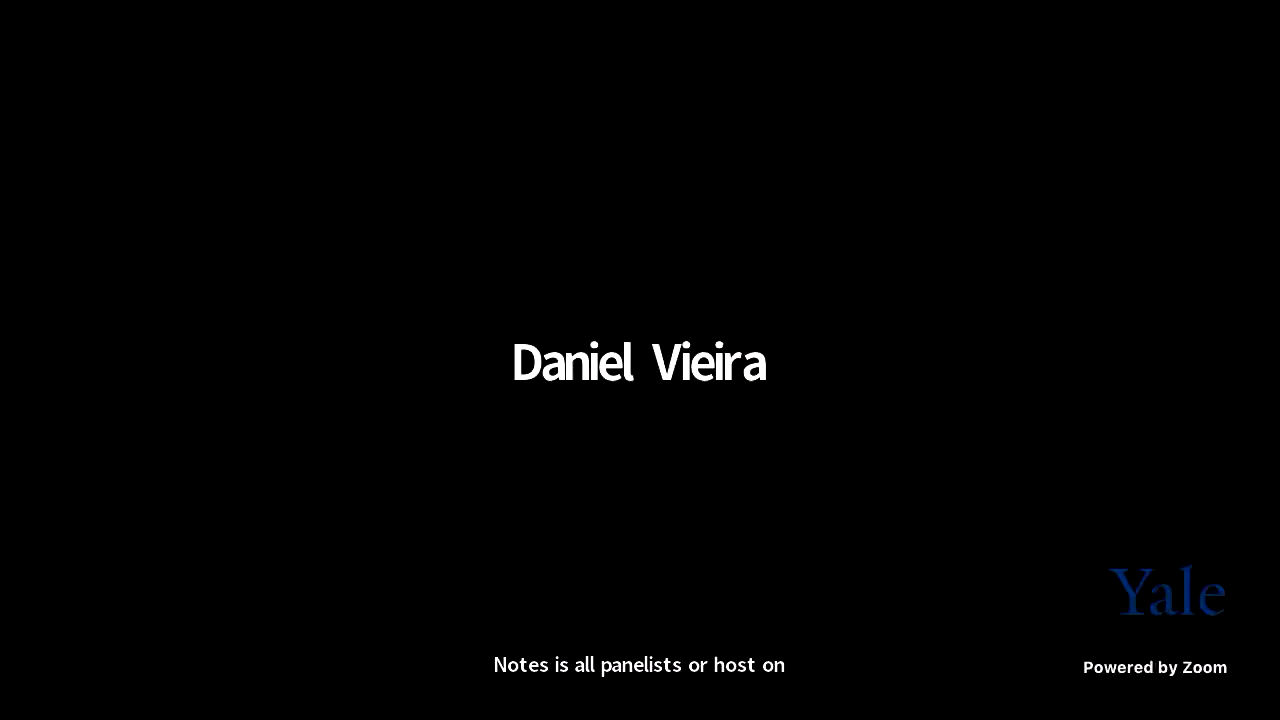 Daniel Vieira
Yale
Notes is all panelists or host on
Powered by Zoom